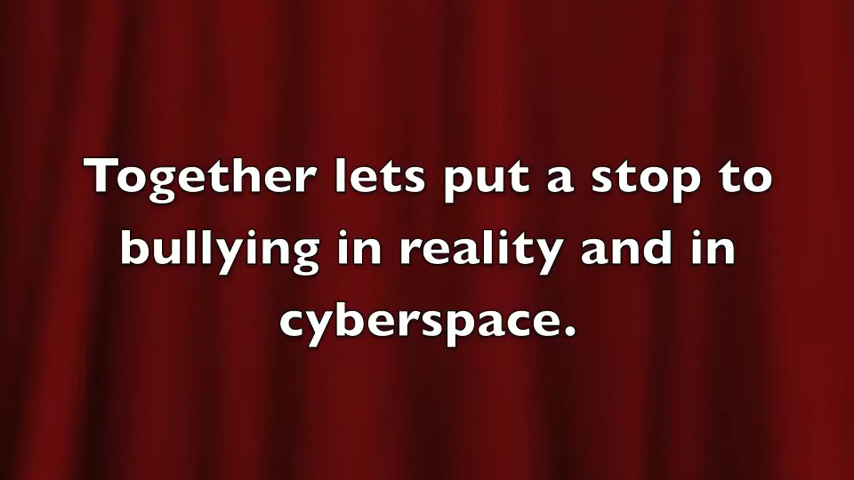 Together lets put a stop to
bullying in reality and in
cyberspace.